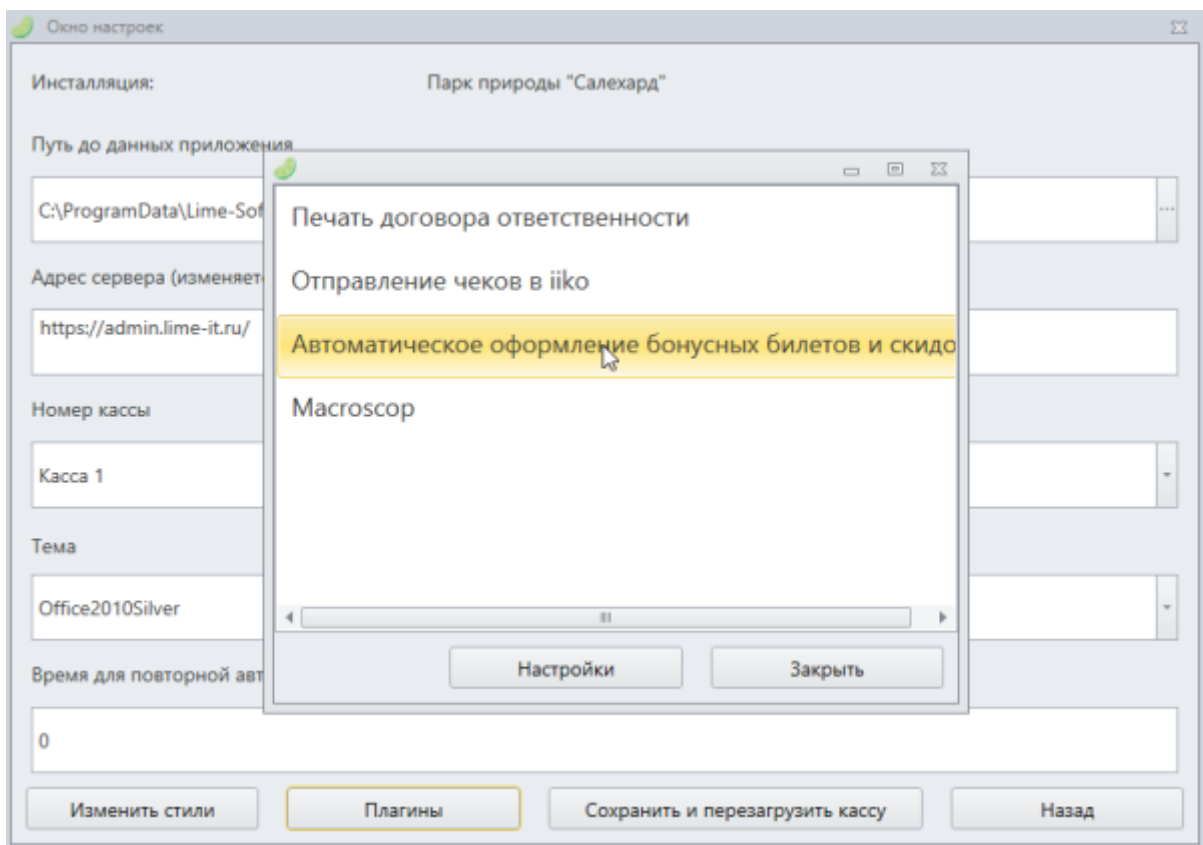 Окно настроек
Инсталляция: Парк природы "Салехард"
Путь до данных приложения
C:\ProgramData\Lime-Sof
...
Адрес сервера (изменяет
https://admin.lime-it.ru/
Номер кассы
Касса 1
Тема
Office2010Silver
Время для повторной авт
0
Печать договора ответственности
Отправление чеков в iiko
Автоматическое оформление бонусных билетов и скидо
Macroscop
Настройки Закрыть
Изменить стили Плагины Сохранить и перезагрузить кассу Назад